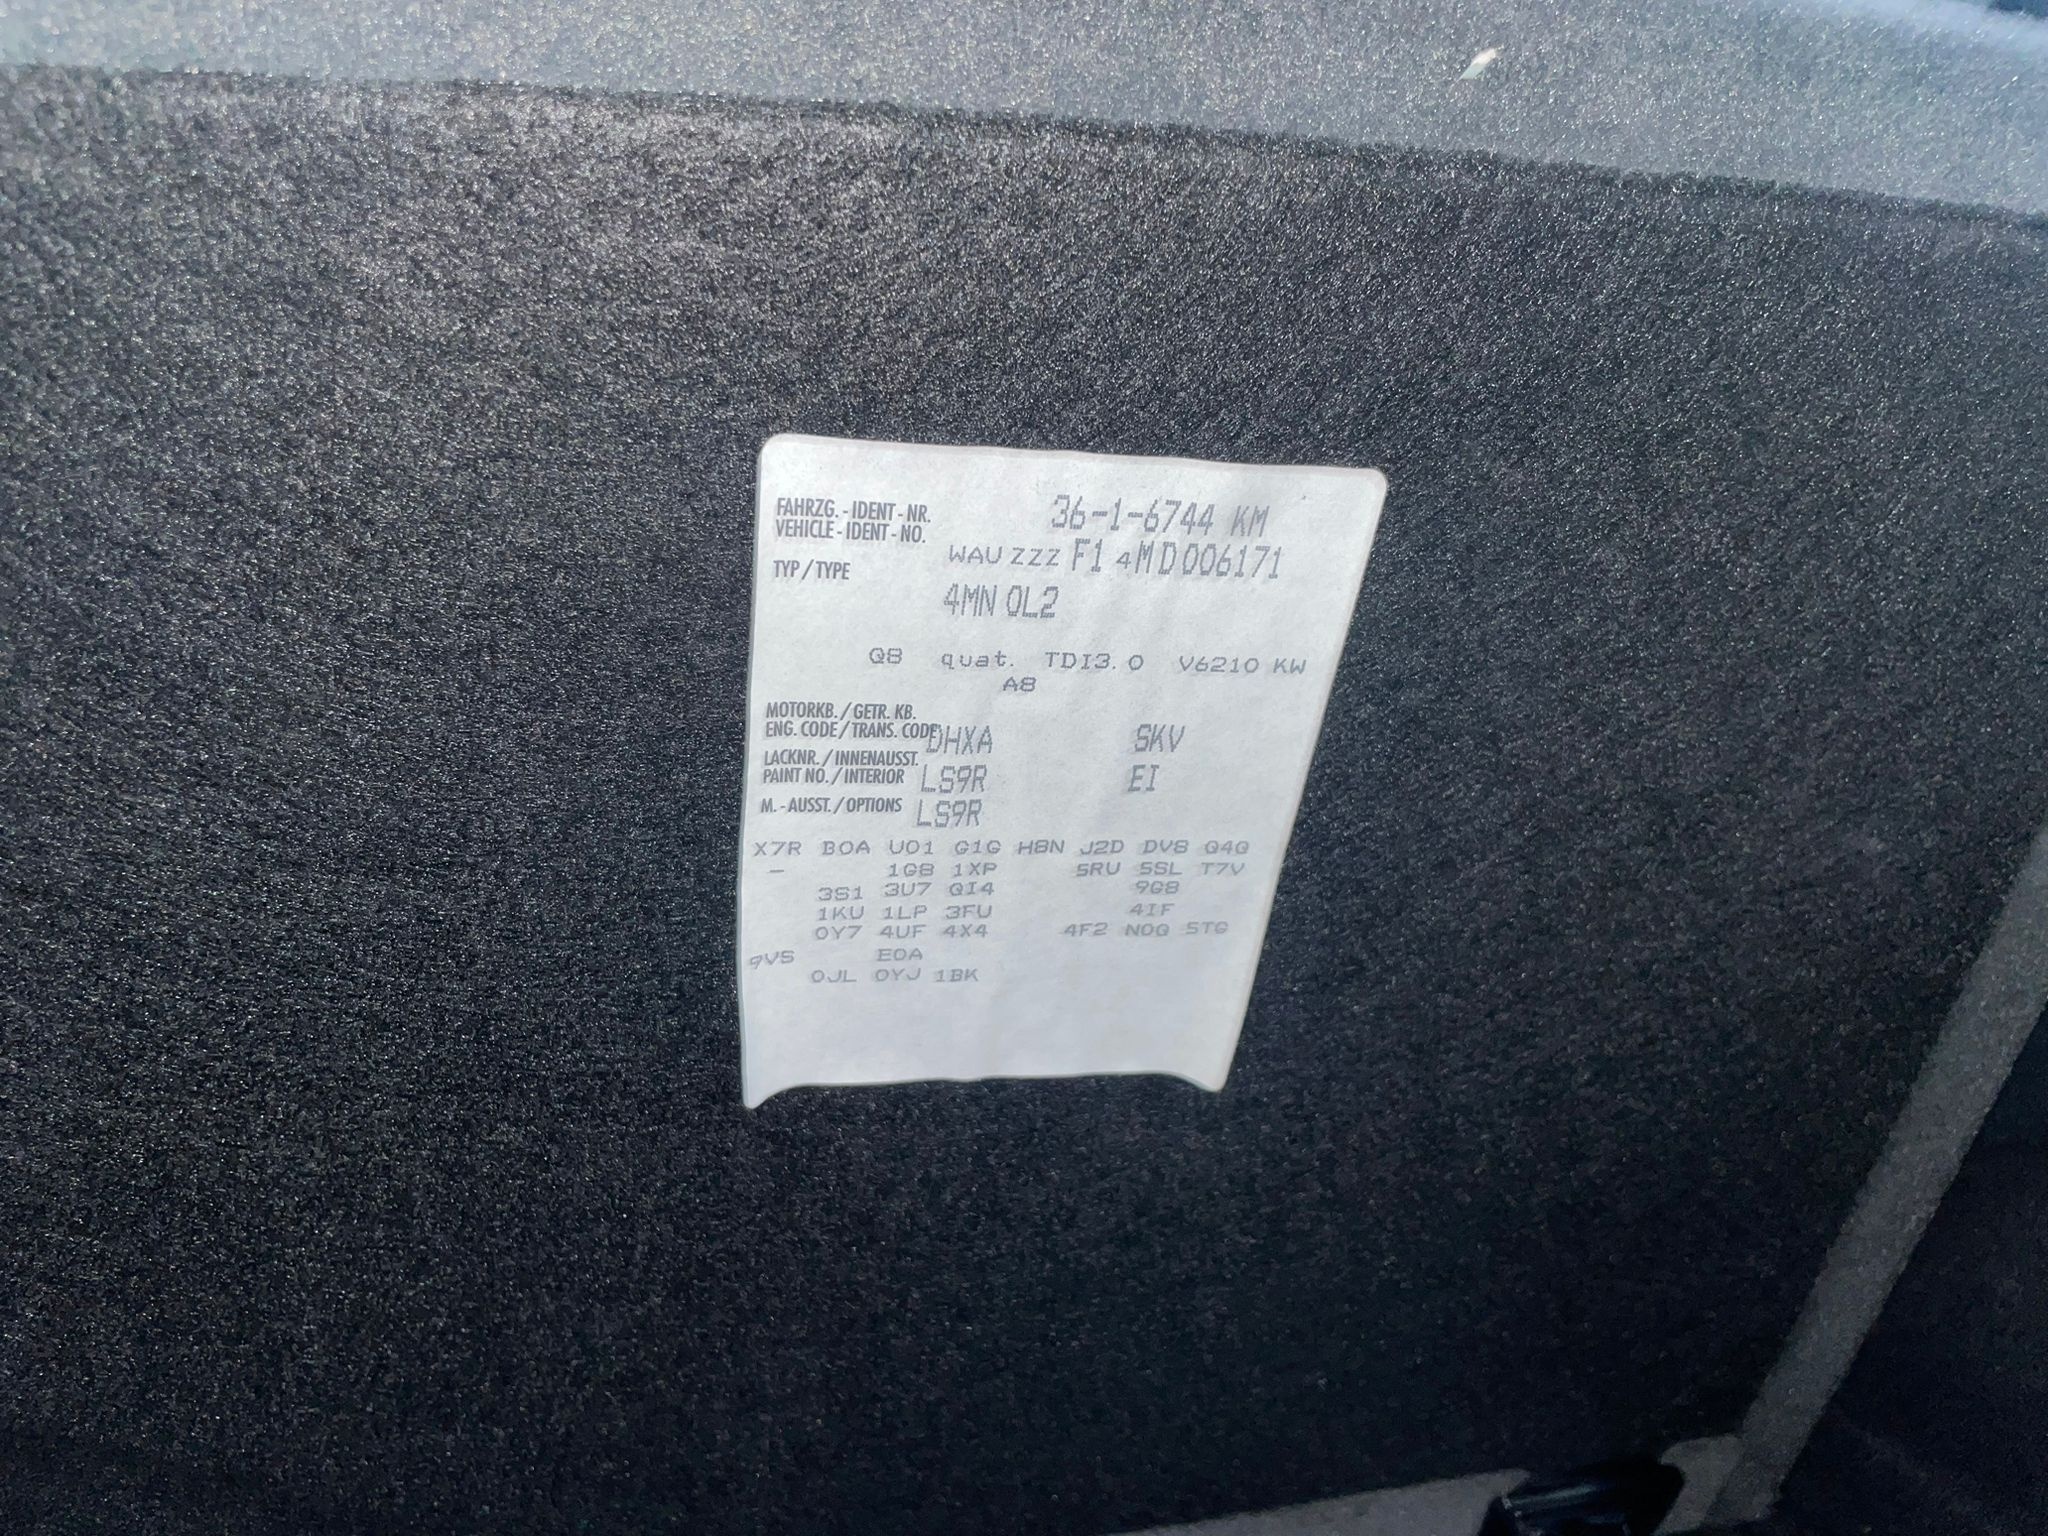 FAHRZG. - IDENT - NR.
VEHICLE - IDENT - NO.
36-1-6744 KM
WAUZZZF14MD006171
TYP / TYPE
4MN0L2
Q8 quat. TDI3.0 V6210 KW
A8
MOTORKB. / GETR. KB.
ENG. CODE / TRANS. CODE DHXA SKV
LACKNR. / INNENAUSST.
PAINT NO. / INTERIOR LS9R EI
M. - AUSST. / OPTIONS LS9R
X7R B0A U01 G1G H8N J2D DV8 Q4Q
- 1G8 1XP 5RU 5SL T7V
3S1 3U7 QI4 9G8
1KU 1LP 3FU 4IF
0Y7 4UF 4X4 4F2 N0Q 5TG
9VS E0A
0JL 0YJ 1BK